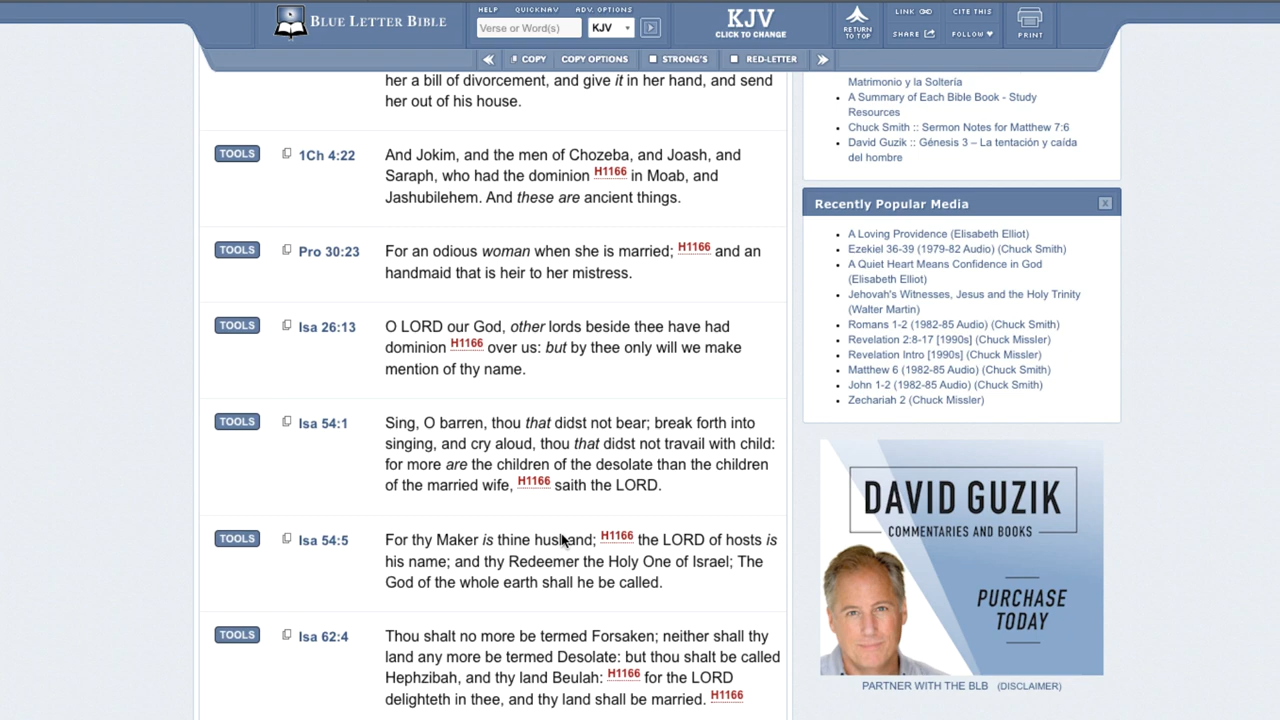 BLUE LETTER BIBLE
HELP QUICKNAV ADV. OPTIONS
Verse or Word(s) KJV
KJV
CLICK TO CHANGE
RETURN
TO TOP
LINK CITE THIS
SHARE FOLLOW
PRINT
COPY COPY OPTIONS STRONG'S RED-LETTER
her a bill of divorcement, and give it in her hand, and send
her out of his house.
TOOLS 1Ch 4:22 And Jokim, and the men of Chozeba, and Joash, and
Saraph, who had the dominion H1166 in Moab, and
Jashubilehem. And these are ancient things.
TOOLS Pro 30:23 For an odious woman when she is married; H1166 and an
handmaid that is heir to her mistress.
TOOLS Isa 26:13 O LORD our God, other lords beside thee have had
dominion H1166 over us: but by thee only will we make
mention of thy name.
TOOLS Isa 54:1 Sing, O barren, thou that didst not bear; break forth into
singing, and cry aloud, thou that didst not travail with child:
for more are the children of the desolate than the children
of the married wife, H1166 saith the LORD.
TOOLS Isa 54:5 For thy Maker is thine husband; H1166 the LORD of hosts is
his name; and thy Redeemer the Holy One of Israel; The
God of the whole earth shall he be called.
TOOLS Isa 62:4 Thou shalt no more be termed Forsaken; neither shall thy
land any more be termed Desolate: but thou shalt be called
Hephzibah, and thy land Beulah: H1166 for the LORD
delighteth in thee, and thy land shall be married. H1166
Matrimonio y la Soltería
• A Summary of Each Bible Book - Study
Resources
• Chuck Smith :: Sermon Notes for Matthew 7:6
• David Guzik :: Génesis 3 – La tentación y caída
del hombre
Recently Popular Media X
• A Loving Providence (Elisabeth Elliot)
• Ezekiel 36-39 (1979-82 Audio) (Chuck Smith)
• A Quiet Heart Means Confidence in God
(Elisabeth Elliot)
• Jehovah's Witnesses, Jesus and the Holy Trinity
(Walter Martin)
• Romans 1-2 (1982-85 Audio) (Chuck Smith)
• Revelation 2:8-17 [1990s] (Chuck Missler)
• Revelation Intro [1990s] (Chuck Missler)
• Matthew 6 (1982-85 Audio) (Chuck Smith)
• John 1-2 (1982-85 Audio) (Chuck Smith)
• Zechariah 2 (Chuck Missler)
DAVID GUZIK
COMMENTARIES AND BOOKS
PURCHASE
TODAY
PARTNER WITH THE BLB (DISCLAIMER)